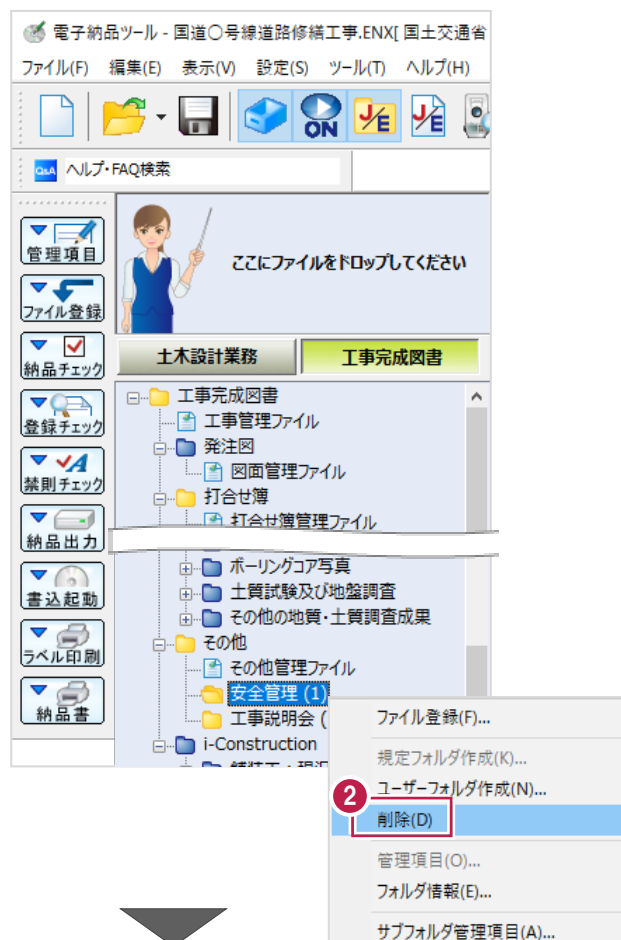 電子納品ツール - 国道〇号線道路修繕工事.ENX[ 国土交通省
ファイル(F) 編集(E) 表示(V) 設定(S) ツール(T) ヘルプ(H)
ON J/E J/E
Q&A ヘルプ・FAQ検索
管理項目
ファイル登録
納品チェック
登録チェック
禁則チェック
納品出力
書込起動
ラベル印刷
納品書
ここにファイルをドロップしてください
土木設計業務 工事完成図書
工事完成図書
工事管理ファイル
発注図
図面管理ファイル
打合せ簿
打合せ簿管理ファイル
ボーリングコア写真
土質試験及び地盤調査
その他の地質・土質調査成果
その他
その他管理ファイル
安全管理 (1)
工事説明会 (
i-Construction
ファイル登録(F)...
規定フォルダ作成(K)...
ユーザーフォルダ作成(N)...
2
削除(D)
管理項目(O)...
フォルダ情報(E)...
サブフォルダ管理項目(A)...